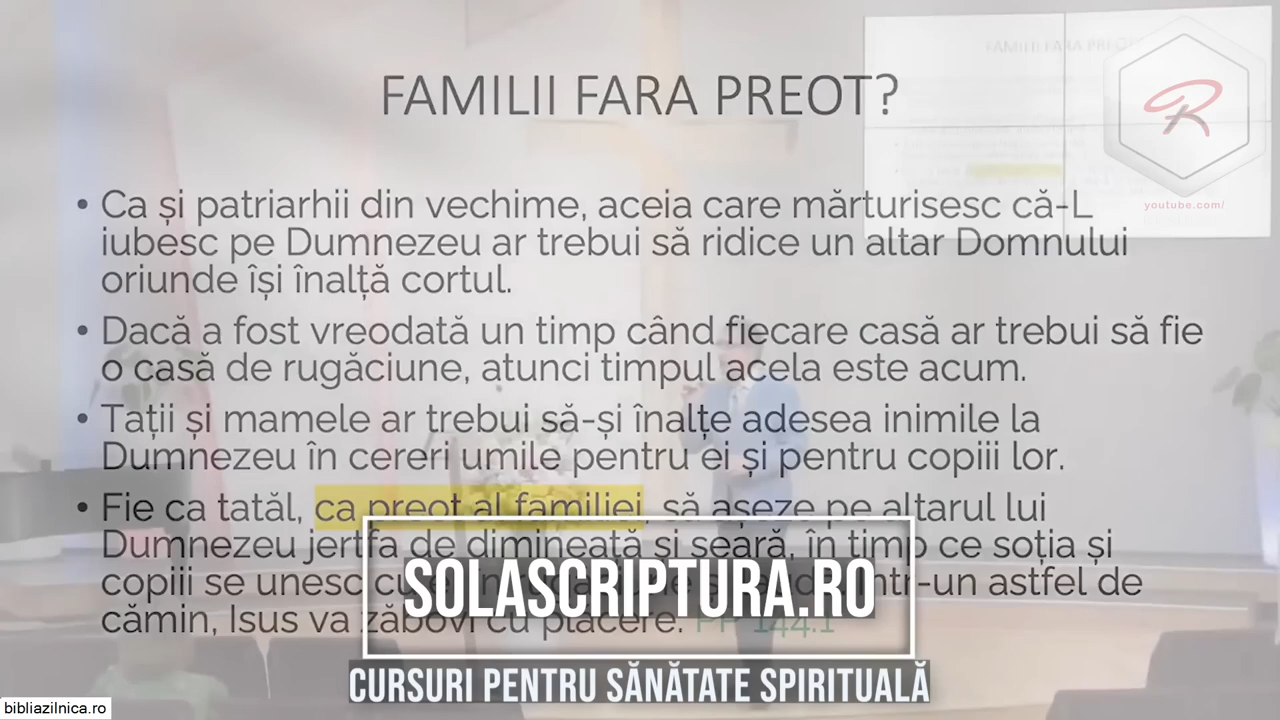 FAMILII FARA PREOT?
R
youtube.com/
• Ca și patriarhii din vechime, aceia care mărturisesc că-L
iubesc pe Dumnezeu ar trebui să ridice un altar Domnului
oriunde își înalță cortul.
• Dacă a fost vreodată un timp când fiecare casă ar trebui să fie
o casă de rugăciune, atunci timpul acela este acum.
• Tații și mamele ar trebui să-și înalțe adesea inimile la
Dumnezeu în cereri umile pentru ei și pentru copiii lor.
• Fie ca tatăl, ca preot al familiei, să așeze pe altarul lui
Dumnezeu jertfa de dimineață și seară, în timp ce soția și
copiii se unesc cu într-un astfel de
cămin, Isus va zăbovi cu plăcere. PP 144.1
SOLASCRIPTURA.RO
CURSURI PENTRU SĂNĂTATE SPIRITUALĂ
bibliazilnica.ro